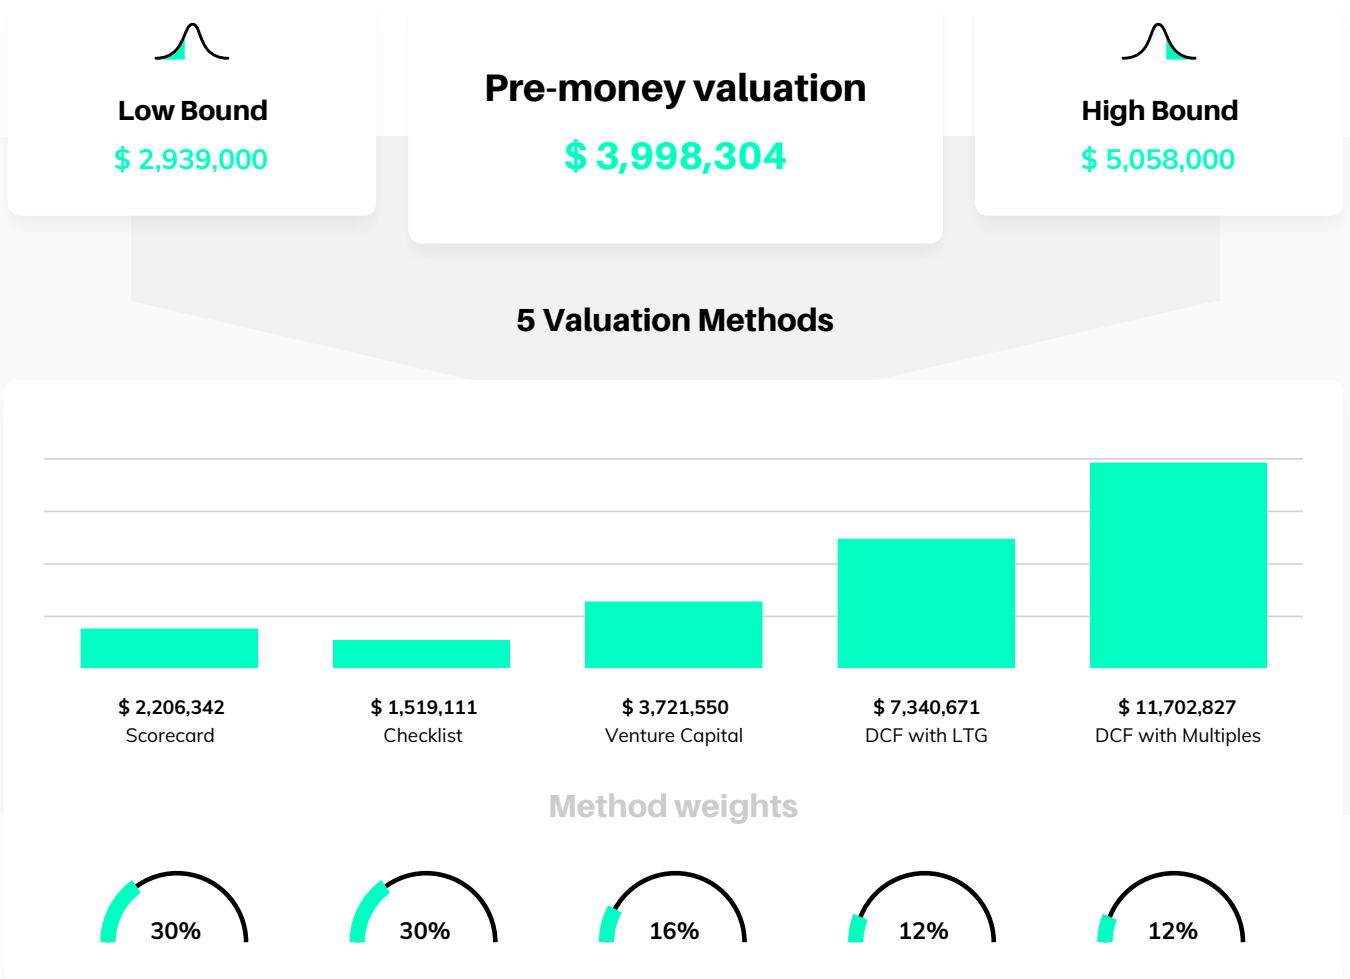 Low Bound
$ 2,939,000
Pre-money valuation
$ 3,998,304
High Bound
$ 5,058,000
5 Valuation Methods
$ 2,206,342
Scorecard
$ 1,519,111
Checklist
$ 3,721,550
Venture Capital
$ 7,340,671
DCF with LTG
$ 11,702,827
DCF with Multiples
Method weights
30%
30%
16%
12%
12%